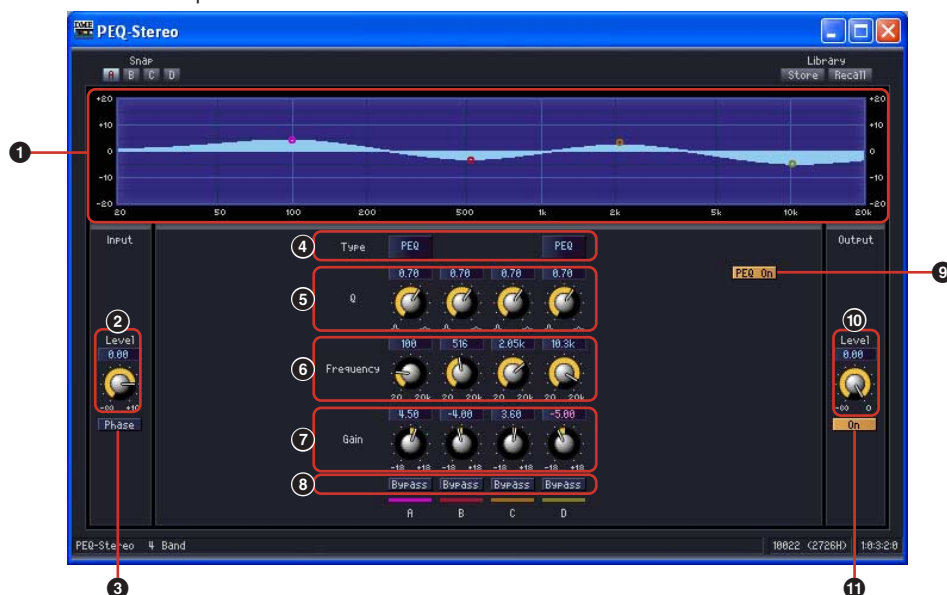 PEQ-Stereo
Snap
A B C D
Library
Store Recall
+20 +20
+10 +10
0 0
-10 -10
-20 -20
20 50 100 200 500 1k 2k 5k 10k 20k
1
Input
Output
4 Type PEQ PEQ
PEQ On 9
5 Q 0.70 0.70 0.70 0.70
2
Level
0.00
-∞ +10
Phase
3
6 Frequency 100 516 2.05k 10.3k
20 20k 20 20k 20 20k 20 20k
7 Gain 4.50 -4.00 3.60 -5.00
-18 +18 -18 +18 -18 +18 -18 +18
8 Bypass Bypass Bypass Bypass
A B C D
10
Level
0.00
-∞ 0
On
11
PEQ-Stereo 4 Band
10022 (2726H) 1:0:3:2:0